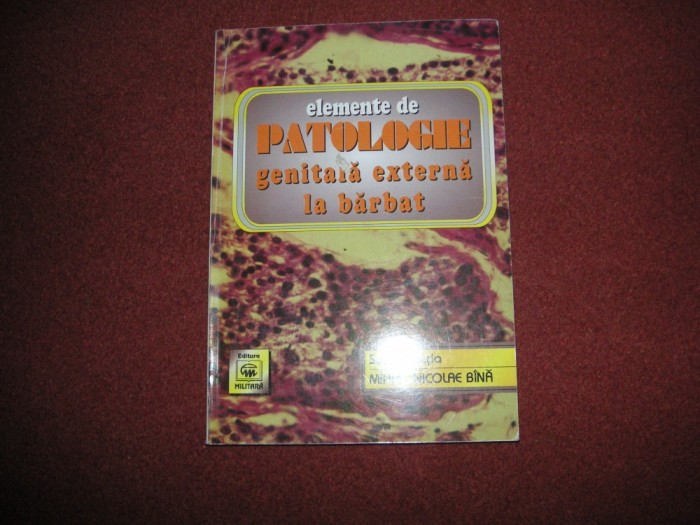 elemente de
PATOLOGIE
genitală externă
la bărbat
NICOLAE BÎNĂ
Editura
MILITARĂ